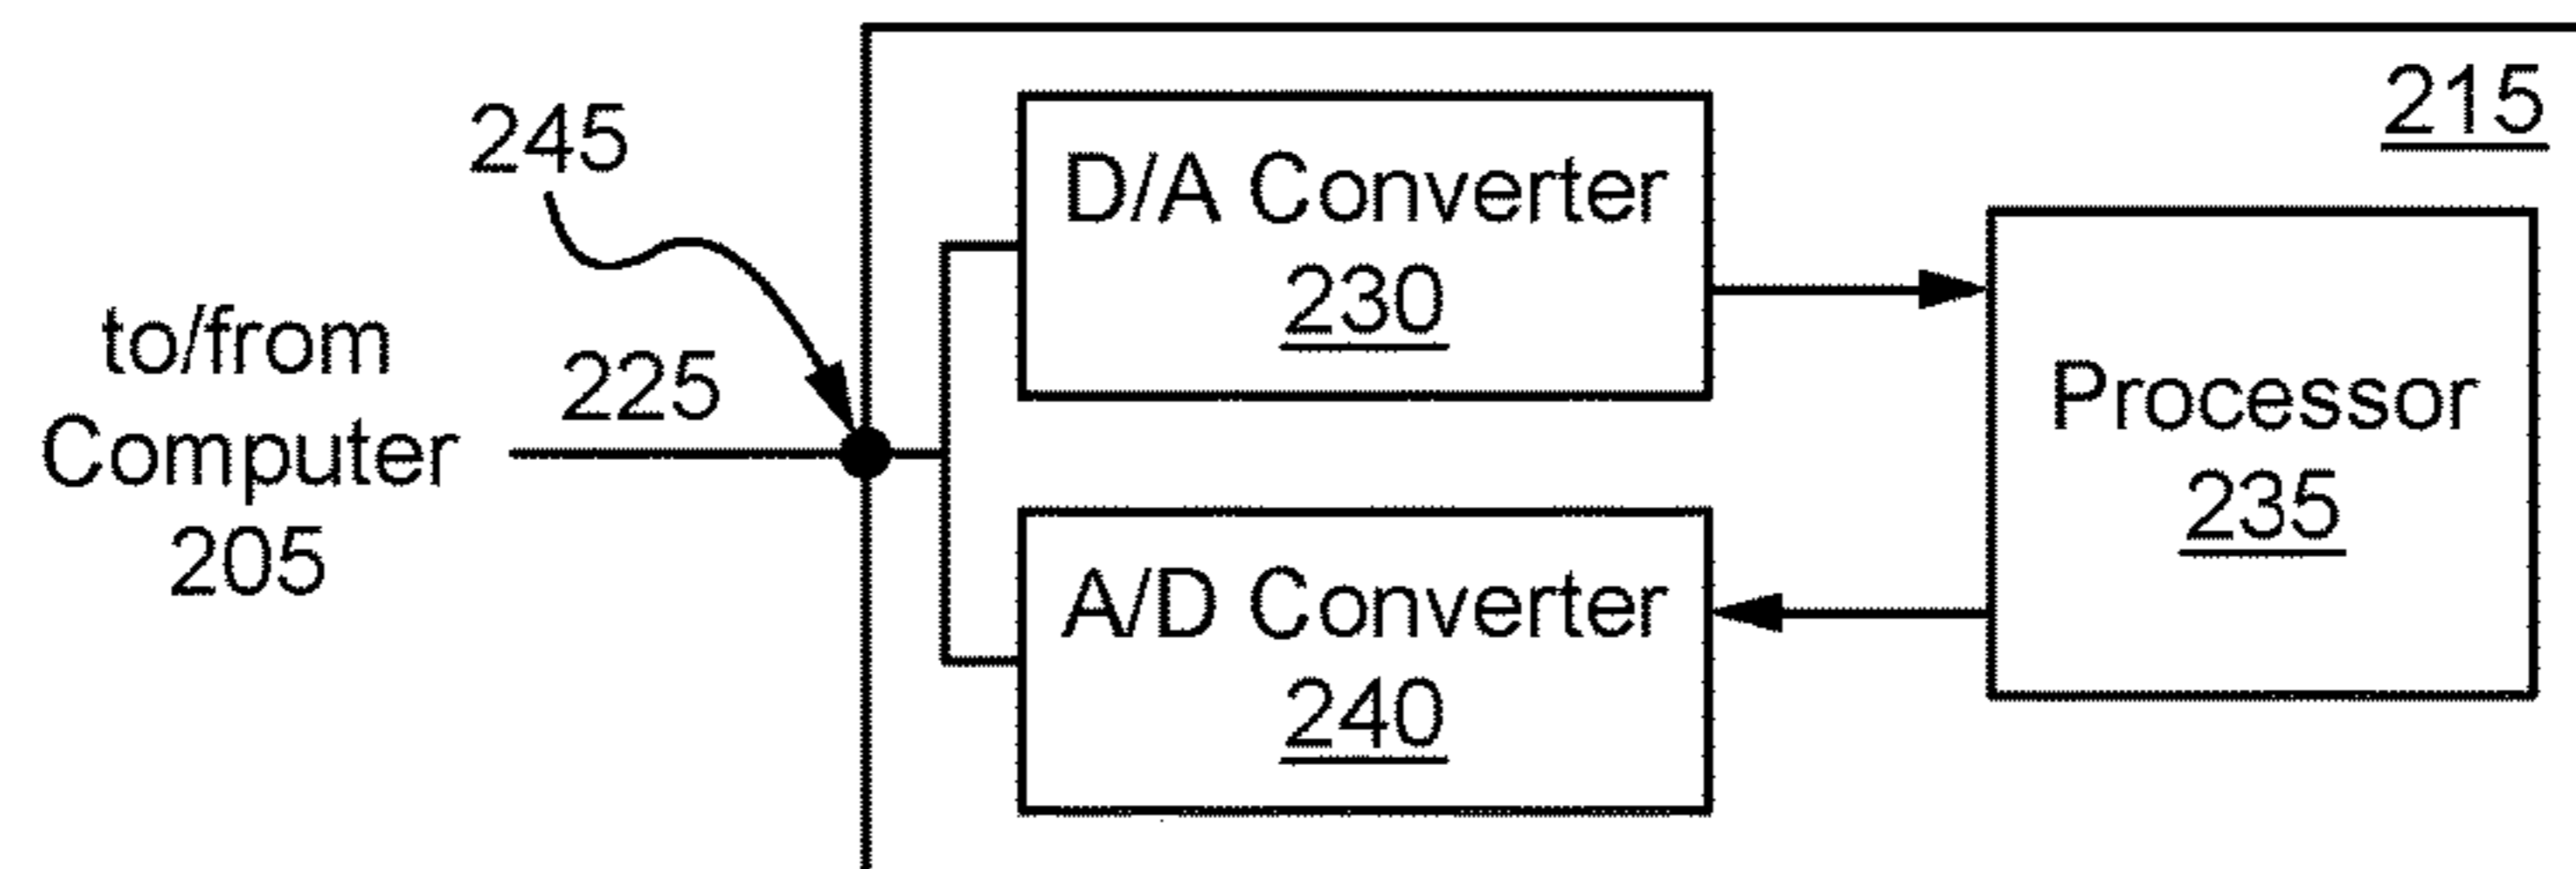 215
245
D/A Converter
230
to/from
Computer
205
225
Processor
235
A/D Converter
240